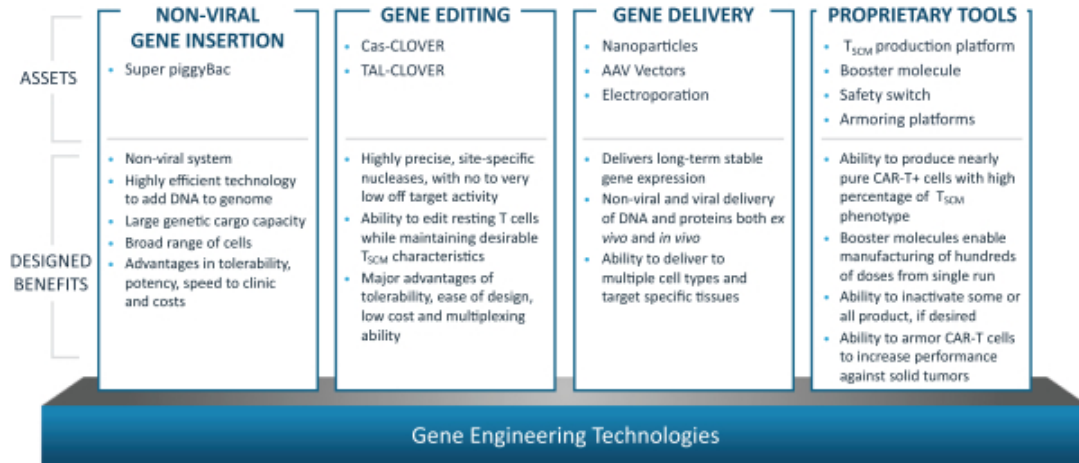 NON-VIRAL
GENE INSERTION
GENE EDITING
GENE DELIVERY
PROPRIETARY TOOLS
ASSETS
• Super piggyBac
• Cas-CLOVER
• TAL-CLOVER
• Nanoparticles
• AAV Vectors
• Electroporation
• TSCM production platform
• Booster molecule
• Safety switch
• Armoring platforms
DESIGNED
BENEFITS
• Non-viral system
• Highly efficient technology
to add DNA to genome
• Large genetic cargo capacity
• Broad range of cells
• Advantages in tolerability,
potency, speed to clinic
and costs
• Highly precise, site-specific
nucleases, with no to very
low off target activity
• Ability to edit resting T cells
while maintaining desirable
TSCM characteristics
• Major advantages of
tolerability, ease of design,
low cost and multiplexing
ability
• Delivers long-term stable
gene expression
• Non-viral and viral delivery
of DNA and proteins both ex
vivo and in vivo
• Ability to deliver to
multiple cell types and
target specific tissues
• Ability to produce nearly
pure CAR-T+ cells with high
percentage of TSCM
phenotype
• Booster molecules enable
manufacturing of hundreds
of doses from single run
• Ability to inactivate some or
all product, if desired
• Ability to armor CAR-T cells
to increase performance
against solid tumors
Gene Engineering Technologies